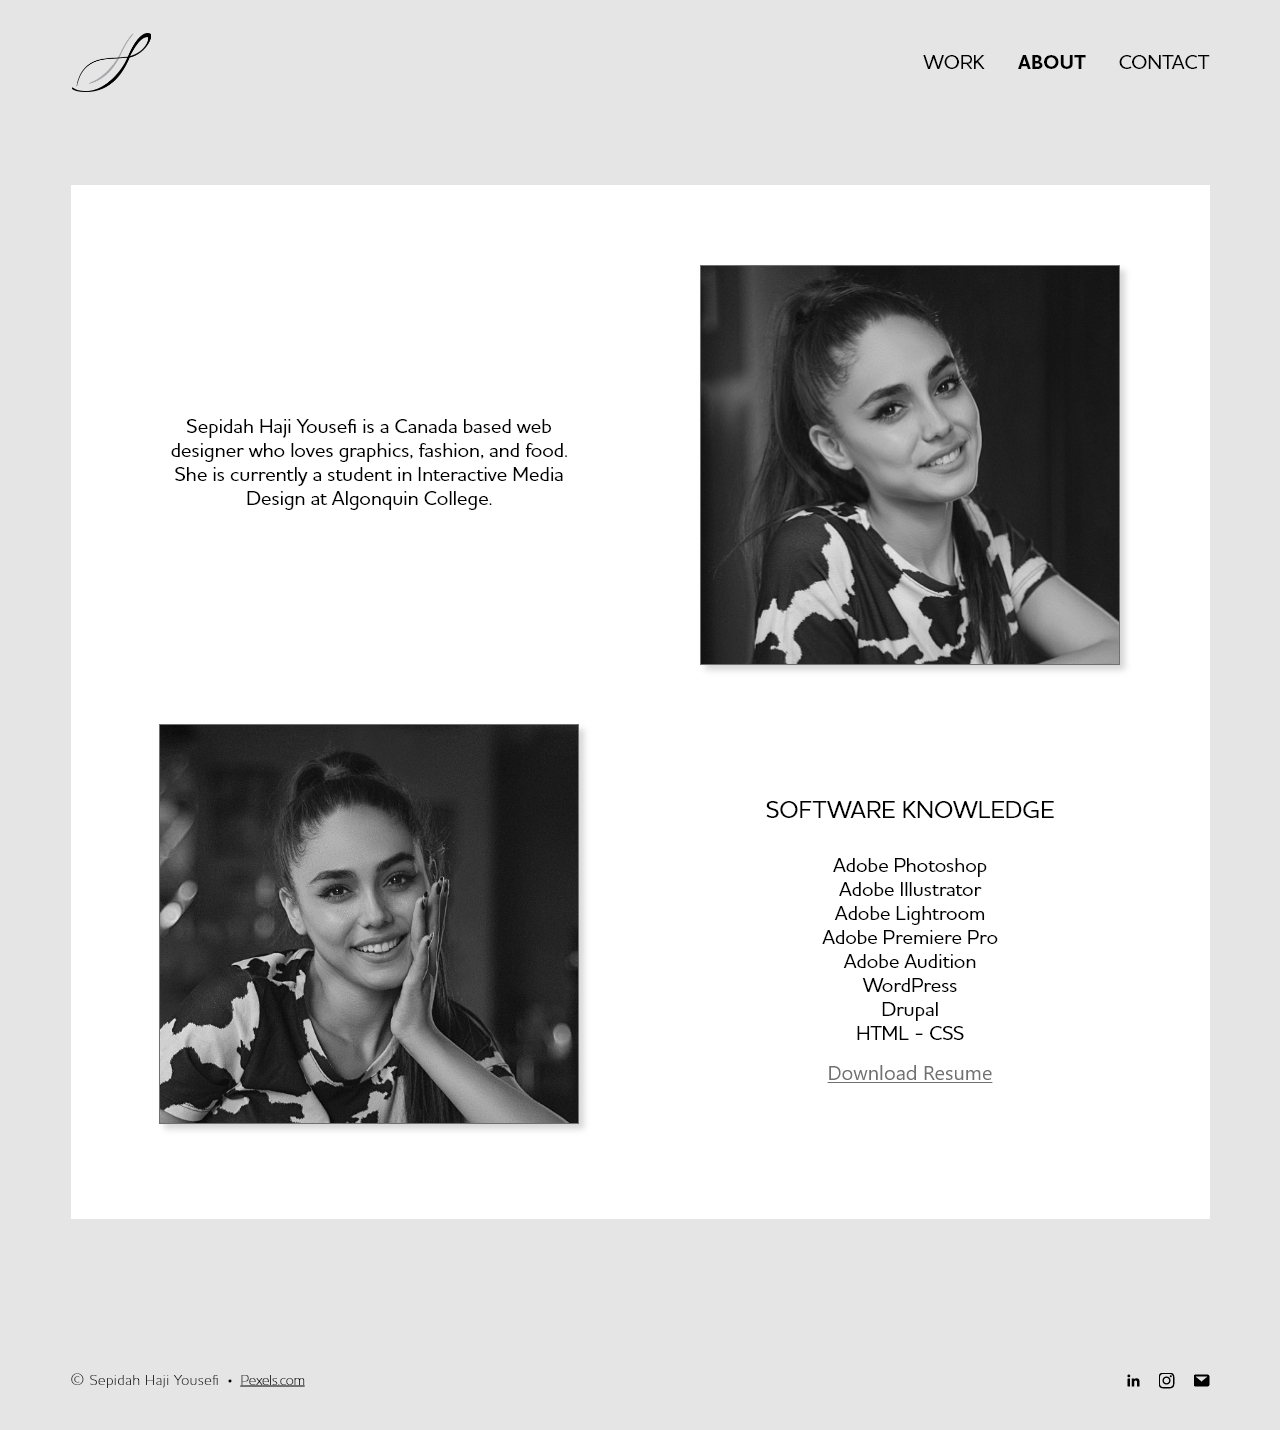 WORK ABOUT CONTACT
Sepidah Haji Yousefi is a Canada based web
designer who loves graphics, fashion, and food.
She is currently a student in Interactive Media
Design at Algonquin College.
SOFTWARE KNOWLEDGE
Adobe Photoshop
Adobe Illustrator
Adobe Lightroom
Adobe Premiere Pro
Adobe Audition
WordPress
Drupal
HTML - CSS
Download Resume
© Sepidah Haji Yousefi • Pexels.com